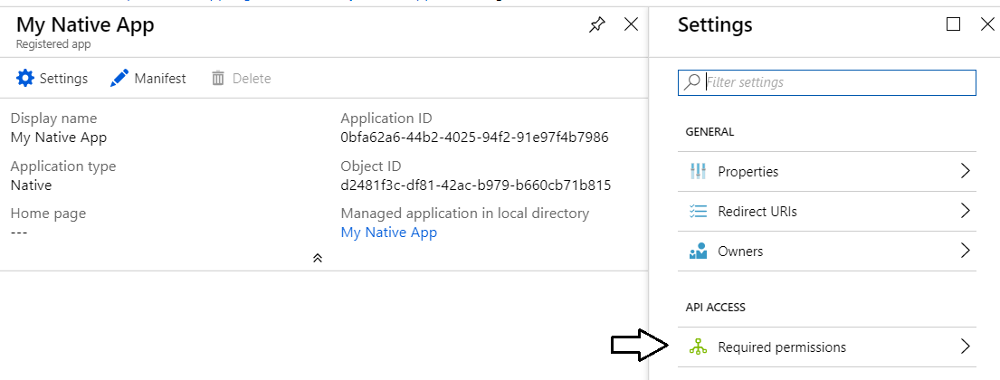 My Native App
Registered app
Settings
Manifest
Delete
Display name
My Native App
Application ID
0bfa62a6-44b2-4025-94f2-91e97f4b7986
Application type
Native
Object ID
d2481f3c-df81-42ac-b979-b660cb71b815
Home page
---
Managed application in local directory
My Native App
Settings
Filter settings
GENERAL
Properties
Redirect URIs
Owners
API ACCESS
Required permissions